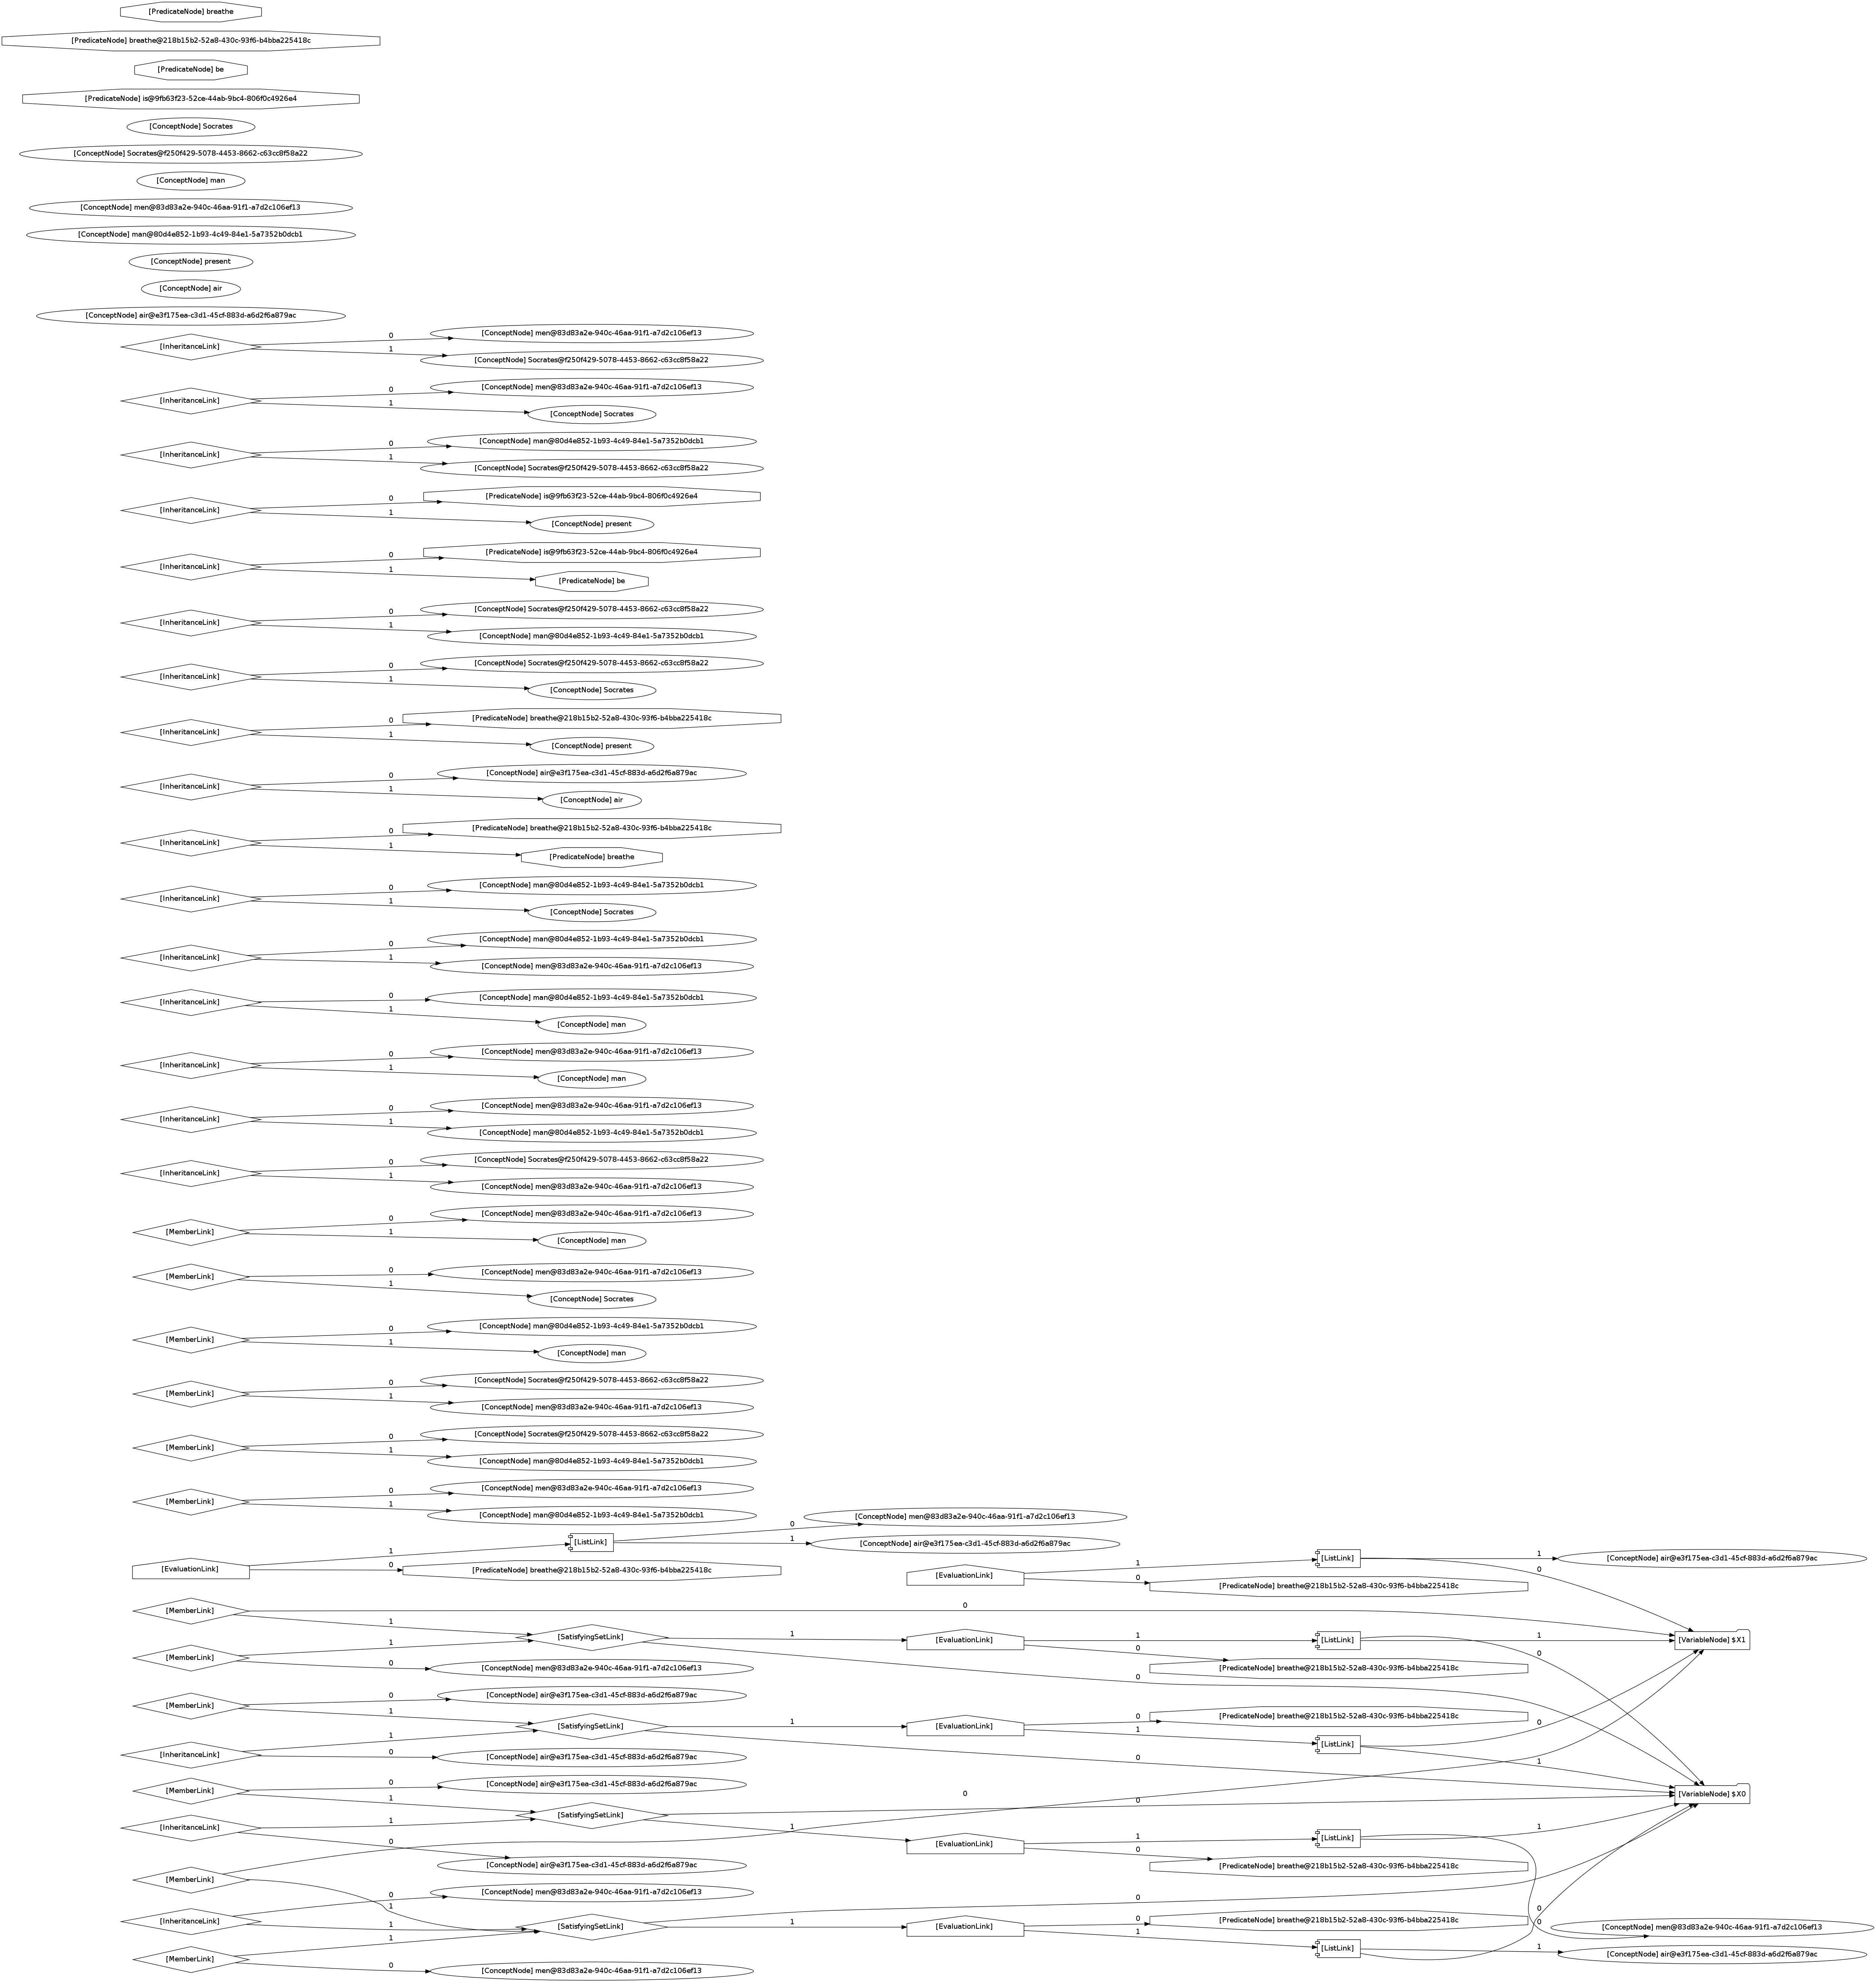 [PredicateNode] breathe
[PredicateNode] breathe@218b15b2-52a8-430c-93f6-b4bba225418c
[PredicateNode] be
[PredicateNode] is@9fb63f23-52ce-44ab-9bc4-806f0c4926e4
[ConceptNode] Socrates
[ConceptNode] Socrates@f250f429-5078-4453-8662-c63cc8f58a22
[ConceptNode] man
[ConceptNode] men@83d83a2e-940c-46aa-91f1-a7d2c106ef13
[ConceptNode] man@80d4e852-1b93-4c49-84e1-5a7352b0dcb1
[ConceptNode] present
[ConceptNode] air
[ConceptNode] air@e3f175ea-c3d1-45cf-883d-a6d2f6a879ac
[InheritanceLink]
0
[ConceptNode] men@83d83a2e-940c-46aa-91f1-a7d2c106ef13
1
[ConceptNode] Socrates@f250f429-5078-4453-8662-c63cc8f58a22
[InheritanceLink]
0
[ConceptNode] men@83d83a2e-940c-46aa-91f1-a7d2c106ef13
1
[ConceptNode] Socrates
[InheritanceLink]
0
[ConceptNode] man@80d4e852-1b93-4c49-84e1-5a7352b0dcb1
1
[ConceptNode] Socrates@f250f429-5078-4453-8662-c63cc8f58a22
[InheritanceLink]
0
[PredicateNode] is@9fb63f23-52ce-44ab-9bc4-806f0c4926e4
1
[ConceptNode] present
[InheritanceLink]
0
[PredicateNode] is@9fb63f23-52ce-44ab-9bc4-806f0c4926e4
1
[PredicateNode] be
[InheritanceLink]
0
[ConceptNode] Socrates@f250f429-5078-4453-8662-c63cc8f58a22
1
[ConceptNode] man@80d4e852-1b93-4c49-84e1-5a7352b0dcb1
[InheritanceLink]
0
[ConceptNode] Socrates@f250f429-5078-4453-8662-c63cc8f58a22
1
[ConceptNode] Socrates
[InheritanceLink]
0
[PredicateNode] breathe@218b15b2-52a8-430c-93f6-b4bba225418c
1
[ConceptNode] present
[InheritanceLink]
0
[ConceptNode] air@e3f175ea-c3d1-45cf-883d-a6d2f6a879ac
1
[ConceptNode] air
[InheritanceLink]
0
[PredicateNode] breathe@218b15b2-52a8-430c-93f6-b4bba225418c
1
[PredicateNode] breathe
[InheritanceLink]
0
[ConceptNode] man@80d4e852-1b93-4c49-84e1-5a7352b0dcb1
1
[ConceptNode] Socrates
[InheritanceLink]
0
[ConceptNode] man@80d4e852-1b93-4c49-84e1-5a7352b0dcb1
1
[ConceptNode] men@83d83a2e-940c-46aa-91f1-a7d2c106ef13
[InheritanceLink]
0
[ConceptNode] man@80d4e852-1b93-4c49-84e1-5a7352b0dcb1
1
[ConceptNode] man
[InheritanceLink]
0
[ConceptNode] men@83d83a2e-940c-46aa-91f1-a7d2c106ef13
1
[ConceptNode] man
[InheritanceLink]
0
[ConceptNode] men@83d83a2e-940c-46aa-91f1-a7d2c106ef13
1
[ConceptNode] man@80d4e852-1b93-4c49-84e1-5a7352b0dcb1
[InheritanceLink]
0
[ConceptNode] Socrates@f250f429-5078-4453-8662-c63cc8f58a22
1
[ConceptNode] men@83d83a2e-940c-46aa-91f1-a7d2c106ef13
[MemberLink]
0
[ConceptNode] men@83d83a2e-940c-46aa-91f1-a7d2c106ef13
1
[ConceptNode] man
[MemberLink]
0
[ConceptNode] men@83d83a2e-940c-46aa-91f1-a7d2c106ef13
1
[ConceptNode] Socrates
[MemberLink]
0
[ConceptNode] man@80d4e852-1b93-4c49-84e1-5a7352b0dcb1
1
[ConceptNode] man
[MemberLink]
0
[ConceptNode] Socrates@f250f429-5078-4453-8662-c63cc8f58a22
1
[ConceptNode] men@83d83a2e-940c-46aa-91f1-a7d2c106ef13
[MemberLink]
0
[ConceptNode] Socrates@f250f429-5078-4453-8662-c63cc8f58a22
1
[ConceptNode] man@80d4e852-1b93-4c49-84e1-5a7352b0dcb1
[MemberLink]
0
[ConceptNode] men@83d83a2e-940c-46aa-91f1-a7d2c106ef13
1
[ConceptNode] man@80d4e852-1b93-4c49-84e1-5a7352b0dcb1
[EvaluationLink]
1
[ListLink]
0
[ConceptNode] men@83d83a2e-940c-46aa-91f1-a7d2c106ef13
1
[ConceptNode] air@e3f175ea-c3d1-45cf-883d-a6d2f6a879ac
0
[PredicateNode] breathe@218b15b2-52a8-430c-93f6-b4bba225418c
[EvaluationLink]
1
[ListLink]
1
[ConceptNode] air@e3f175ea-c3d1-45cf-883d-a6d2f6a879ac
0
0
[PredicateNode] breathe@218b15b2-52a8-430c-93f6-b4bba225418c
[MemberLink]
0
1
[SatisfyingSetLink]
1
[EvaluationLink]
1
[ListLink]
1
[VariableNode] $X1
0
0
[PredicateNode] breathe@218b15b2-52a8-430c-93f6-b4bba225418c
[MemberLink]
1
0
[ConceptNode] men@83d83a2e-940c-46aa-91f1-a7d2c106ef13
0
[MemberLink]
0
[ConceptNode] air@e3f175ea-c3d1-45cf-883d-a6d2f6a879ac
1
[SatisfyingSetLink]
1
[EvaluationLink]
0
[PredicateNode] breathe@218b15b2-52a8-430c-93f6-b4bba225418c
1
[ListLink]
0
1
[InheritanceLink]
1
0
[ConceptNode] air@e3f175ea-c3d1-45cf-883d-a6d2f6a879ac
0
[MemberLink]
0
[ConceptNode] air@e3f175ea-c3d1-45cf-883d-a6d2f6a879ac
1
[SatisfyingSetLink]
0
[VariableNode] $X0
0
1
[EvaluationLink]
1
[ListLink]
1
0
[PredicateNode] breathe@218b15b2-52a8-430c-93f6-b4bba225418c
[InheritanceLink]
1
0
[ConceptNode] air@e3f175ea-c3d1-45cf-883d-a6d2f6a879ac
[MemberLink]
1
[InheritanceLink]
0
[ConceptNode] men@83d83a2e-940c-46aa-91f1-a7d2c106ef13
1
[SatisfyingSetLink]
0
1
[EvaluationLink]
0
[PredicateNode] breathe@218b15b2-52a8-430c-93f6-b4bba225418c
1
[ListLink]
0
0
[ConceptNode] men@83d83a2e-940c-46aa-91f1-a7d2c106ef13
1
[ConceptNode] air@e3f175ea-c3d1-45cf-883d-a6d2f6a879ac
[MemberLink]
1
0
[ConceptNode] men@83d83a2e-940c-46aa-91f1-a7d2c106ef13